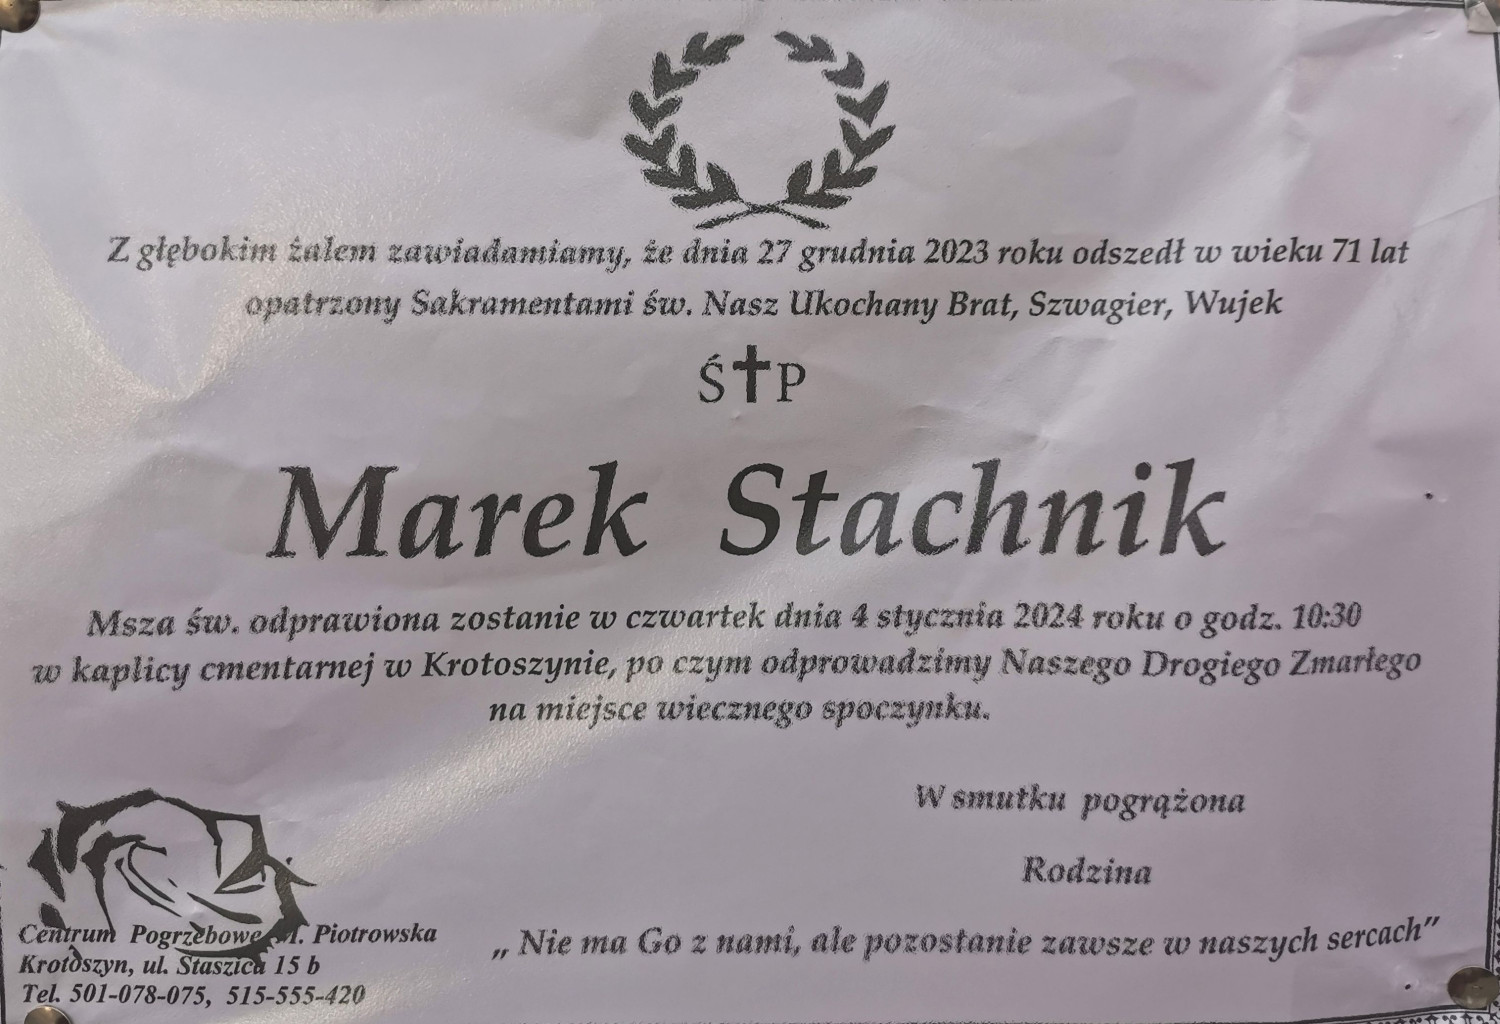 Z głębokim żalem zawiadamiamy, że dnia 27 grudnia 2023 roku odszedł w wieku 71 lat
opatrzony Sakramentami św. Nasz Ukochany Brat, Szwagier, Wujek
Ś✝P
Marek Stachnik
Msza św. odprawiona zostanie w czwartek dnia 4 stycznia 2024 roku o godz. 10:30
w kaplicy cmentarnej w Krotoszynie, po czym odprowadzimy Naszego Drogiego Zmarłego
na miejsce wiecznego spoczynku.
W smutku pogrążona
Rodzina
„ Nie ma Go z nami, ale pozostanie zawsze w naszych sercach”
Centrum Pogrzebowe M. Piotrowska
Krotoszyn, ul. Staszica 15 b
Tel. 501-078-075, 515-555-420